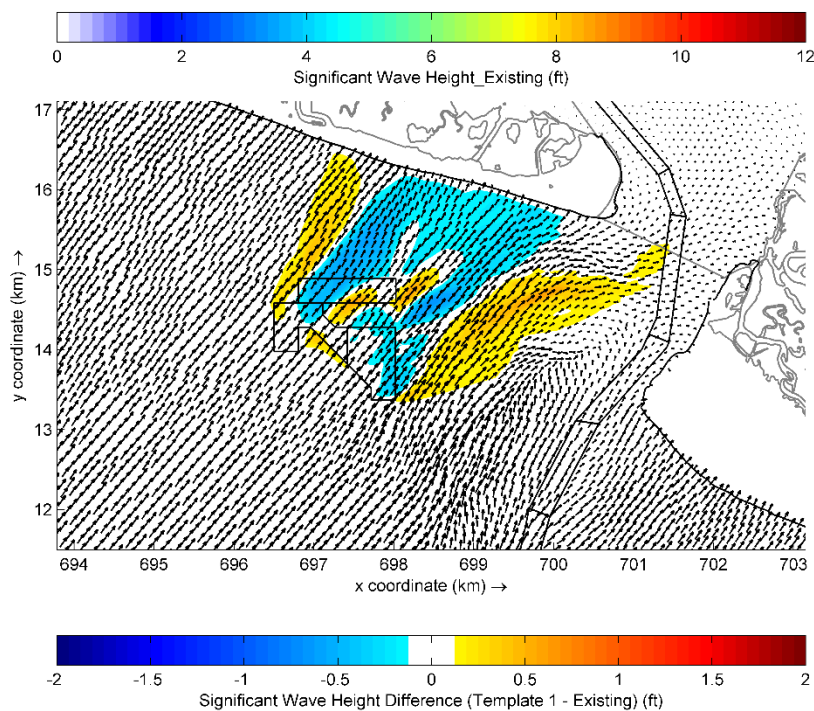 0 2 4 6 8 10 12
Significant Wave Height_Existing (ft)
17
16
15
14
13
12
y coordinate (km) →
694 695 696 697 698 699 700 701 702 703
x coordinate (km) →
-2 -1.5 -1 -0.5 0 0.5 1 1.5 2
Significant Wave Height Difference (Template 1 - Existing) (ft)